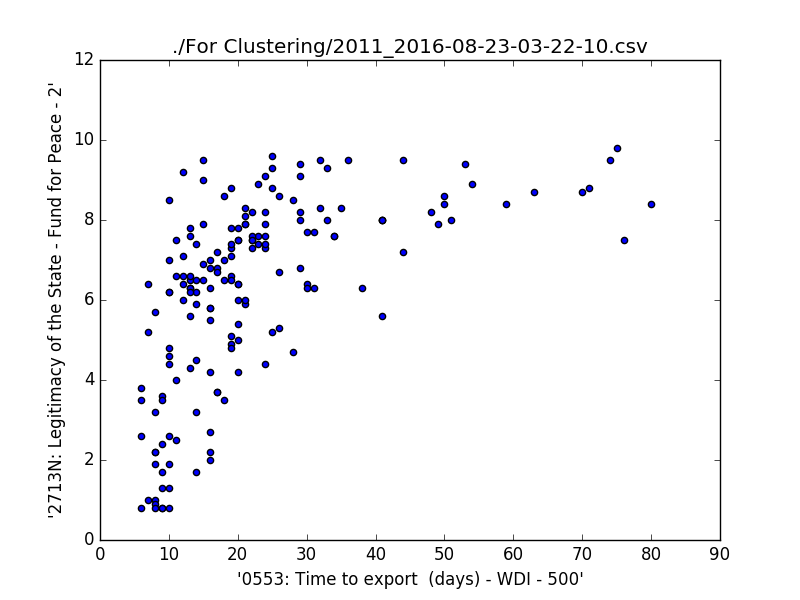 ./For Clustering/2011_2016-08-23-03-22-10.csv
12
10
8
6
4
2
0
'2713N: Legitimacy of the State - Fund for Peace - 2'
0 10 20 30 40 50 60 70 80 90
'0553: Time to export  (days) - WDI - 500'